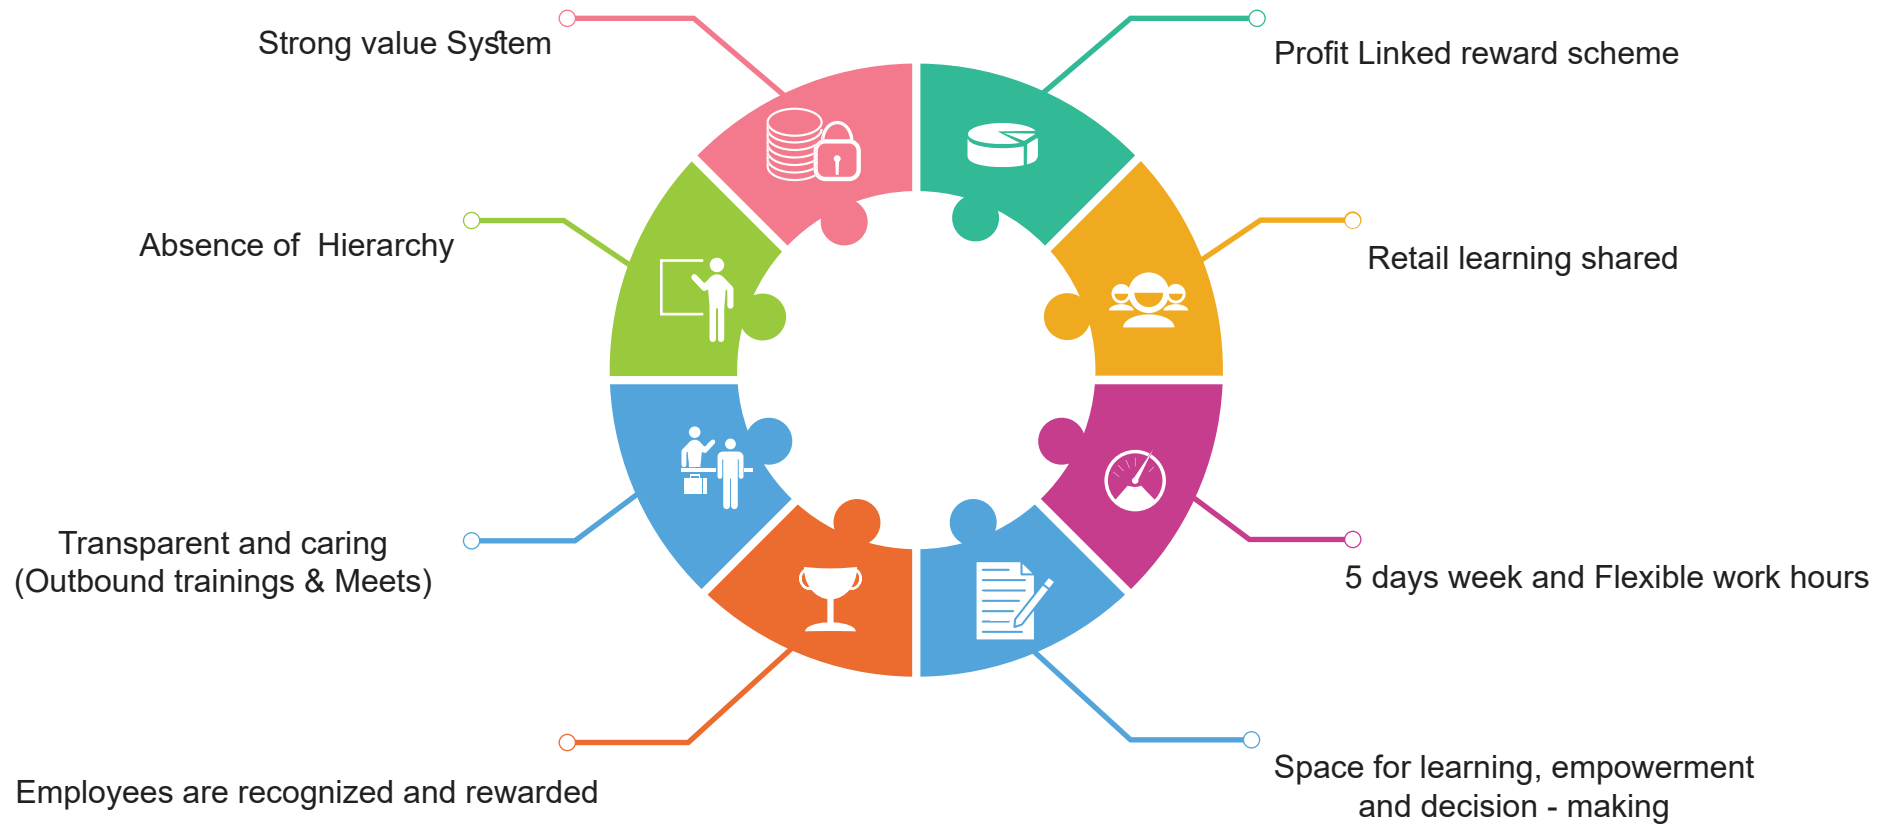 Strong value System
Profit Linked reward scheme
Absence of  Hierarchy
Retail learning shared
Transparent and caring
(Outbound trainings & Meets)
5 days week and Flexible work hours
Employees are recognized and rewarded
Space for learning, empowerment
and decision - making